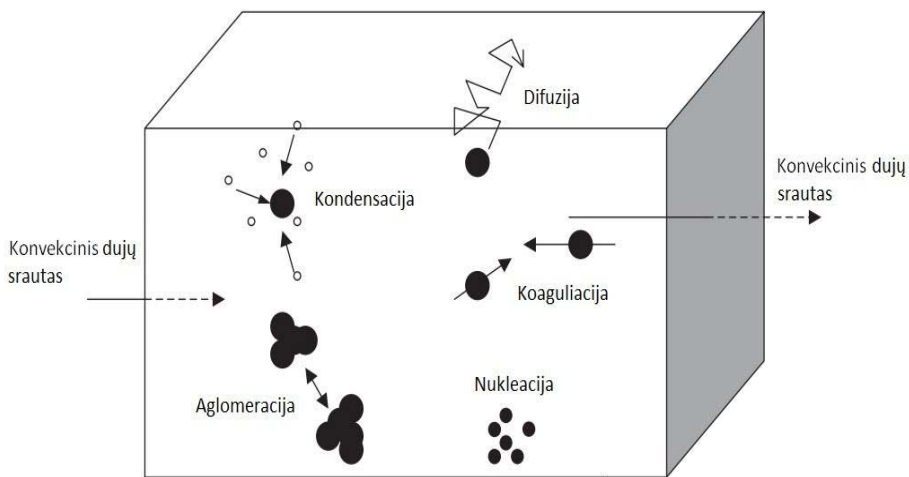 Difuzija
Konvekcinis dujų
srautas
Kondensacija
Konvekcinis dujų
srautas
Koaguliacija
Nukleacija
Aglomeracija